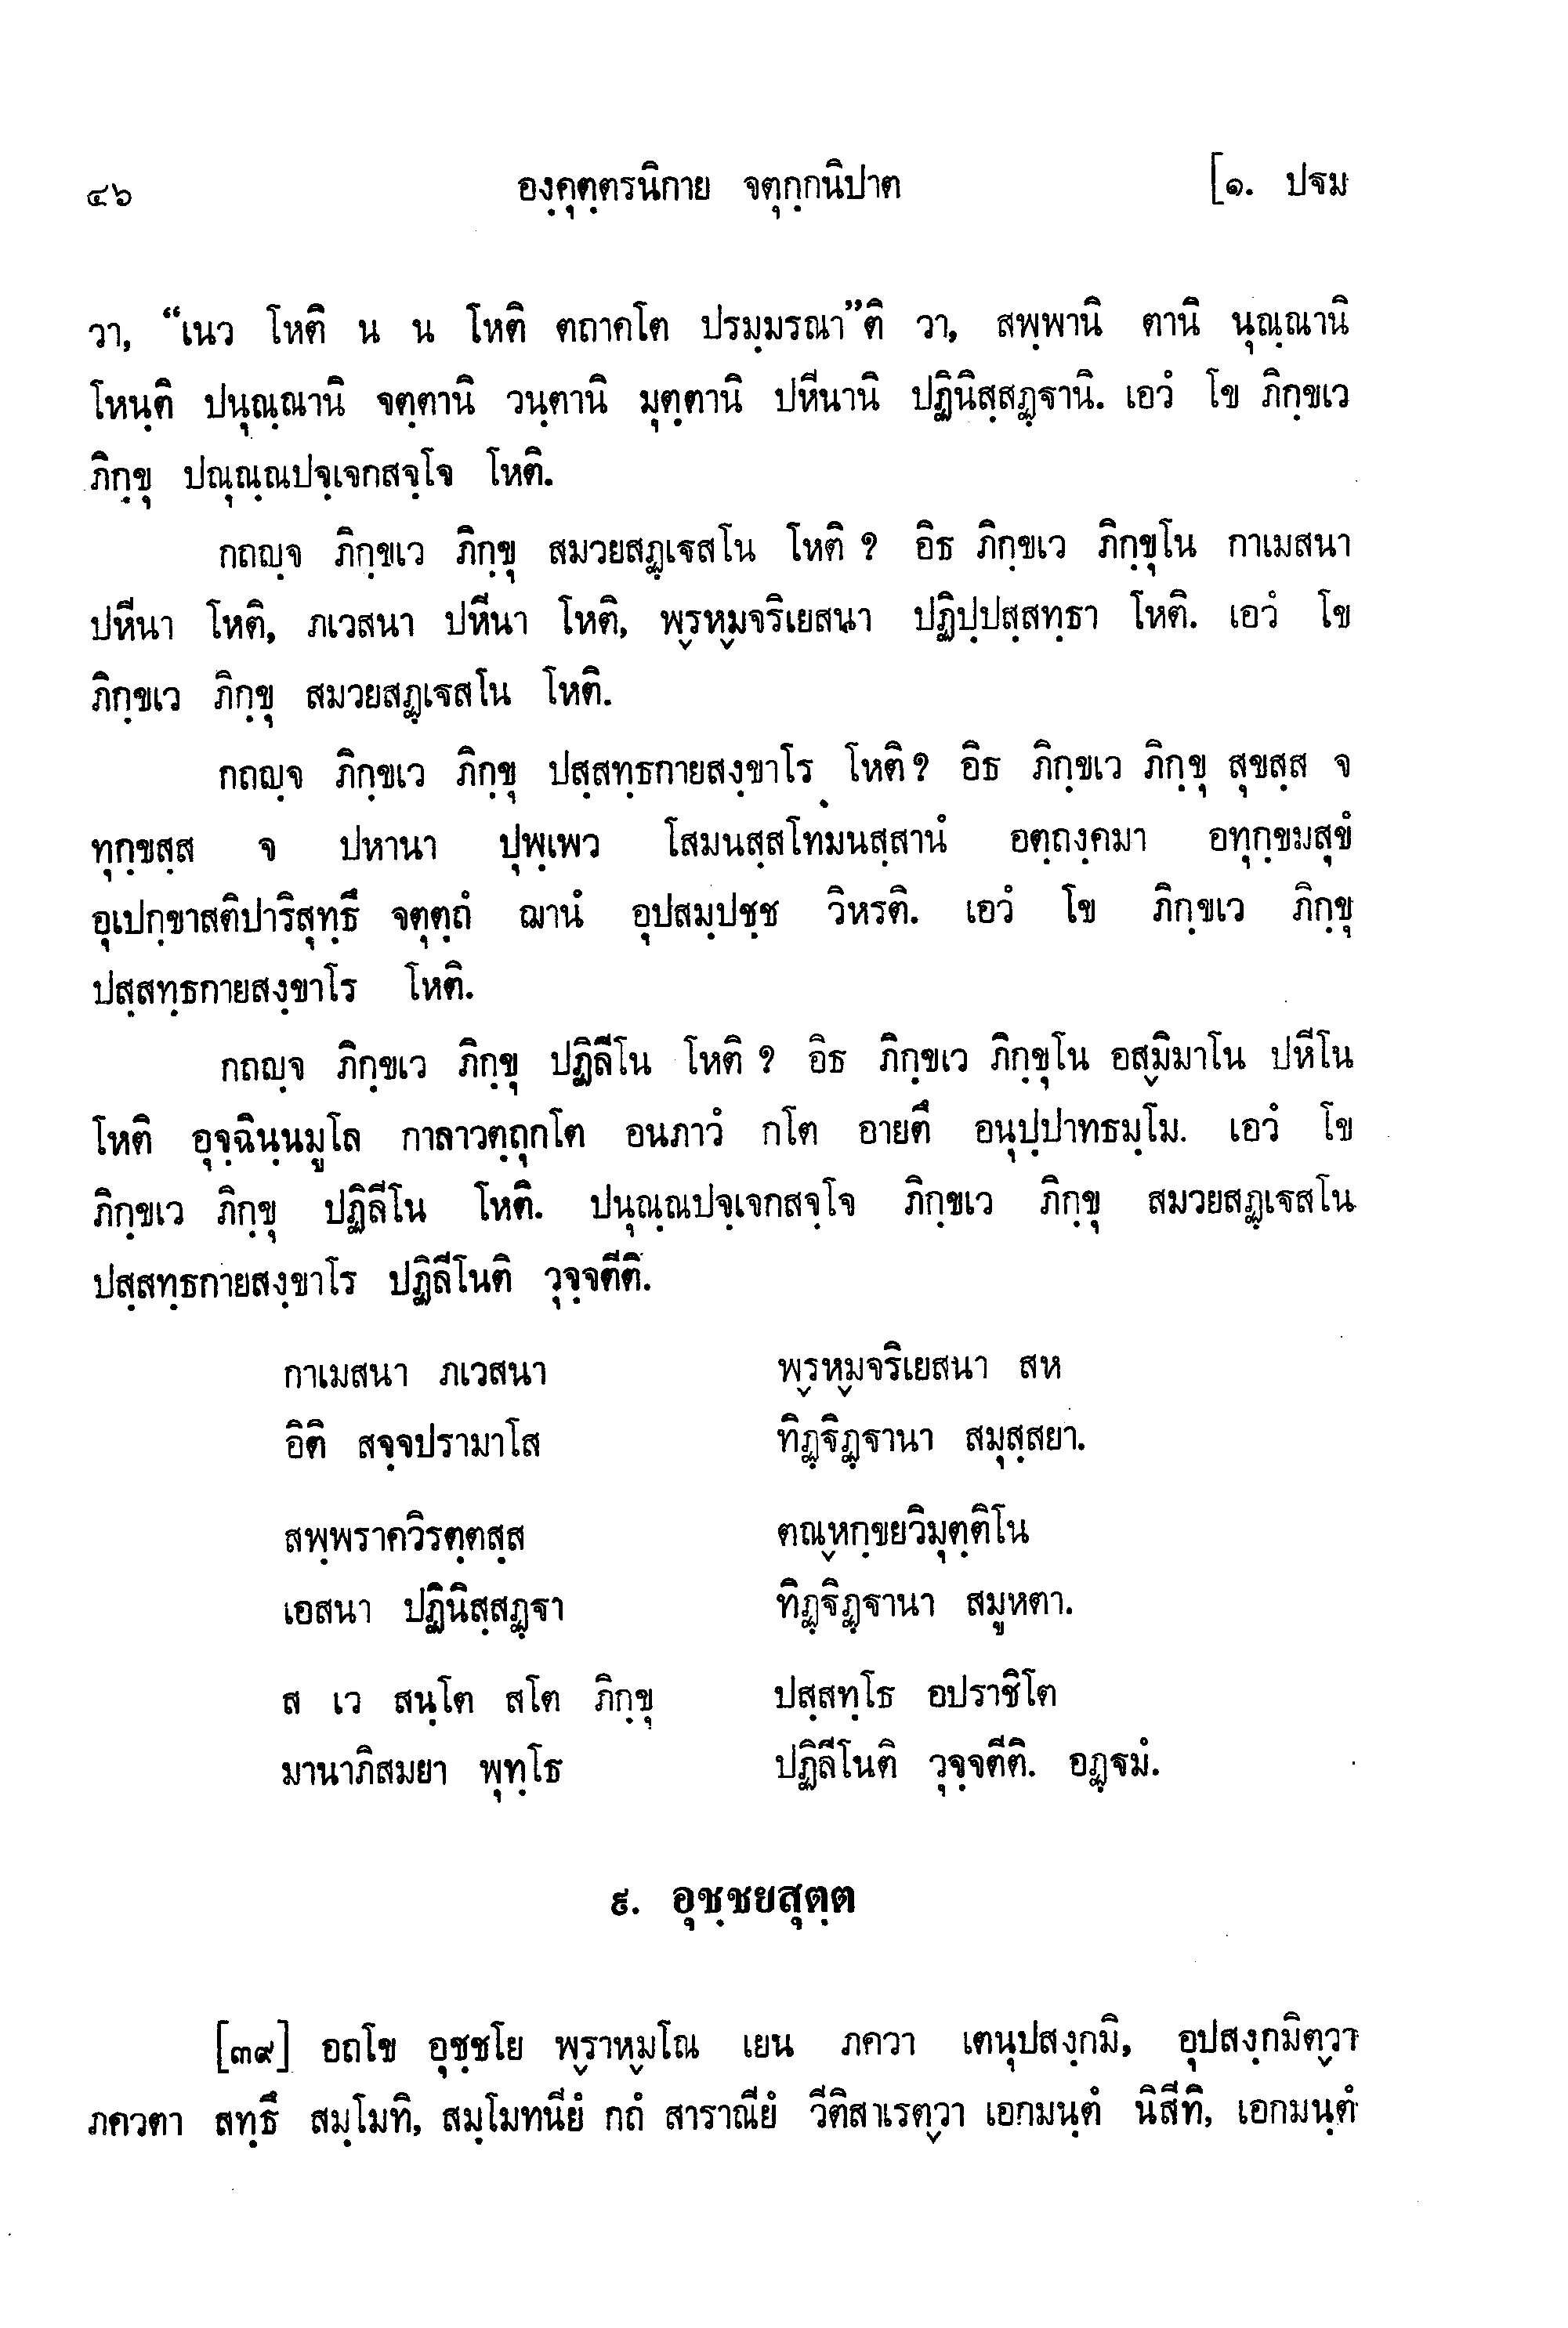 ๔๖ องฺคุตฺตรนิกาย จตุกฺกนิปาต [๑. ปฐม
วา, “เนว โหติ น น โหติ ตถาคโต ปรมฺมรณา”ติ วา, สพฺพานิ ตานิ นุณฺณานิ
โหนฺติ ปนุณฺณานิ จตฺตานิ วนฺตานิ มุตฺตานิ ปหีนานิ ปฏินิสฺสฏฺฐานิ. เอวํ โข ภิกฺขเว
ภิกฺขุ ปณุณฺณปจฺเจกสจฺโจ โหติ.
กถญฺจ ภิกฺขเว ภิกฺขุ สมวยสฏฺเฐสโน โหติ ? อิธ ภิกฺขเว ภิกฺขุโน กาเมสนา
ปหีนา โหติ, ภเวสนา ปหีนา โหติ, พฺรหฺมจริเยสนา ปฏิปฺปสฺสทฺธา โหติ. เอวํ โข
ภิกฺขเว ภิกฺขุ สมวยสฏฺเฐสโน โหติ.
กถญฺจ ภิกฺขเว ภิกฺขุ ปสฺสทฺธกายสงฺขาโร โหติ ? อิธ ภิกฺขเว ภิกฺขุ สุขสฺส จ
ทุกฺขสฺส จ ปหานา ปุพฺเพว โสมนสฺสโทมนสฺสานํ อตฺถงฺคมา อทุกฺขมสุขํ
อุเปกฺขาสติปาริสุทฺธึ จตุตฺถํ ฌานํ อุปสมฺปชฺช วิหรติ. เอวํ โข ภิกฺขเว ภิกฺขุ
ปสฺสทฺธกายสงฺขาโร โหติ.
กถญฺจ ภิกฺขเว ภิกฺขุ ปฏิลีโน โหติ ? อิธ ภิกฺขเว ภิกฺขุโน อสฺมิมาโน ปหีโน
โหติ อุจฺฉินฺนมูโล กาลาวตฺถุกโต อนภาวํ กโต อายตึ อนุปฺปาทธมฺโม. เอวํ โข
ภิกฺขเว ภิกฺขุ ปฏิลีโน โหติ. ปนุณฺณปจฺเจกสจฺโจ ภิกฺขเว ภิกฺขุ สมวยสฏฺเฐสโน
ปสฺสทฺธกายสงฺขาโร ปฏิลีโนติ วุจฺจตีติ.
กาเมสนา ภเวสนา พฺรหฺมจริเยสนา สห
อิติ สจฺจปรามาโส ทิฏฺฐิฏฺฐานา สมุสฺสยา.
สพฺพราควิรตฺตสฺส ตณฺหกฺขยวิมุตฺติโน
เอสนา ปฏินิสฺสฏฺฐา ทิฏฺฐิฏฺฐานา สมูหตา.
ส เว สนฺโต สโต ภิกฺขุ ปสฺสทฺโธ อปราชิโต
มานาภิสมยา พุทฺโธ ปฏิลีโนติ วุจฺจตีติ. อฏฺฐมํ.
๙. อุชฺชยสุตฺต
[๓๙] อถโข อุชฺชโย พฺราหฺมโณ เยน ภควา เตนุปสงฺกมิ, อุปสงฺกมิตฺวา
ภควตา สทฺธึ สมฺโมทิ, สมฺโมทนียํ กถํ สาราณียํ วีติสาเรตฺวา เอกมนฺตํ นิสีทิ, เอกมนฺตํ